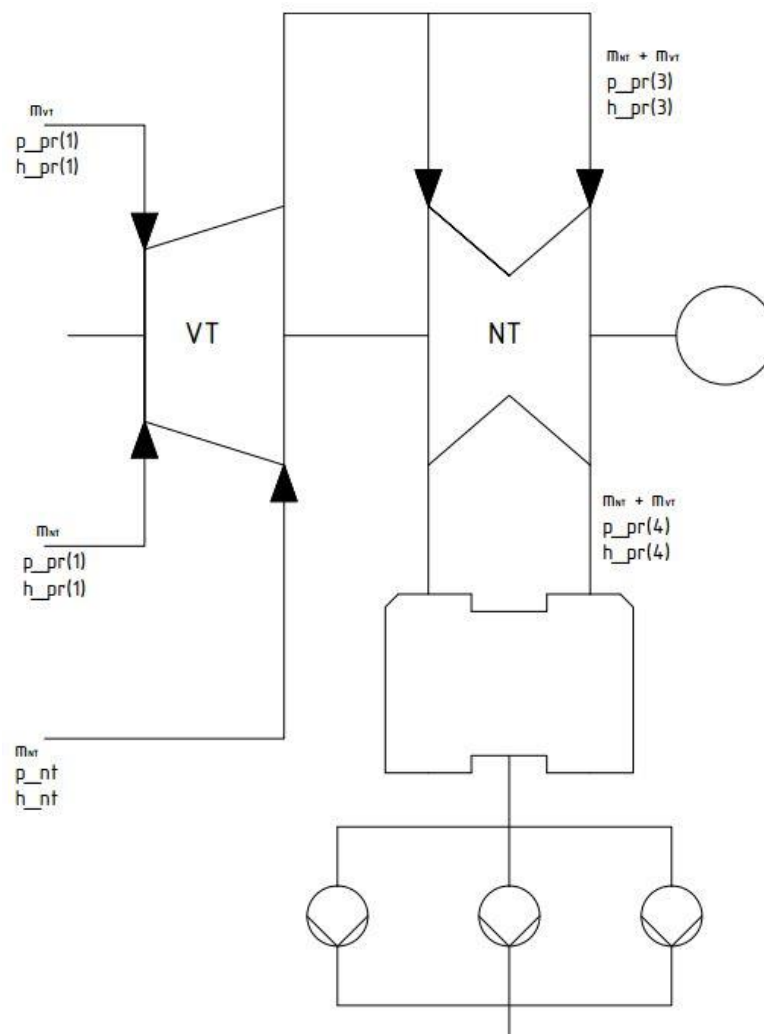 m_NT + m_VT
p_pr(3)
h_pr(3)
m_VT
p_pr(1)
h_pr(1)
VT
NT
m_NT + m_VT
p_pr(4)
h_pr(4)
m_NT
p_pr(1)
h_pr(1)
m_NT
p_nt
h_nt